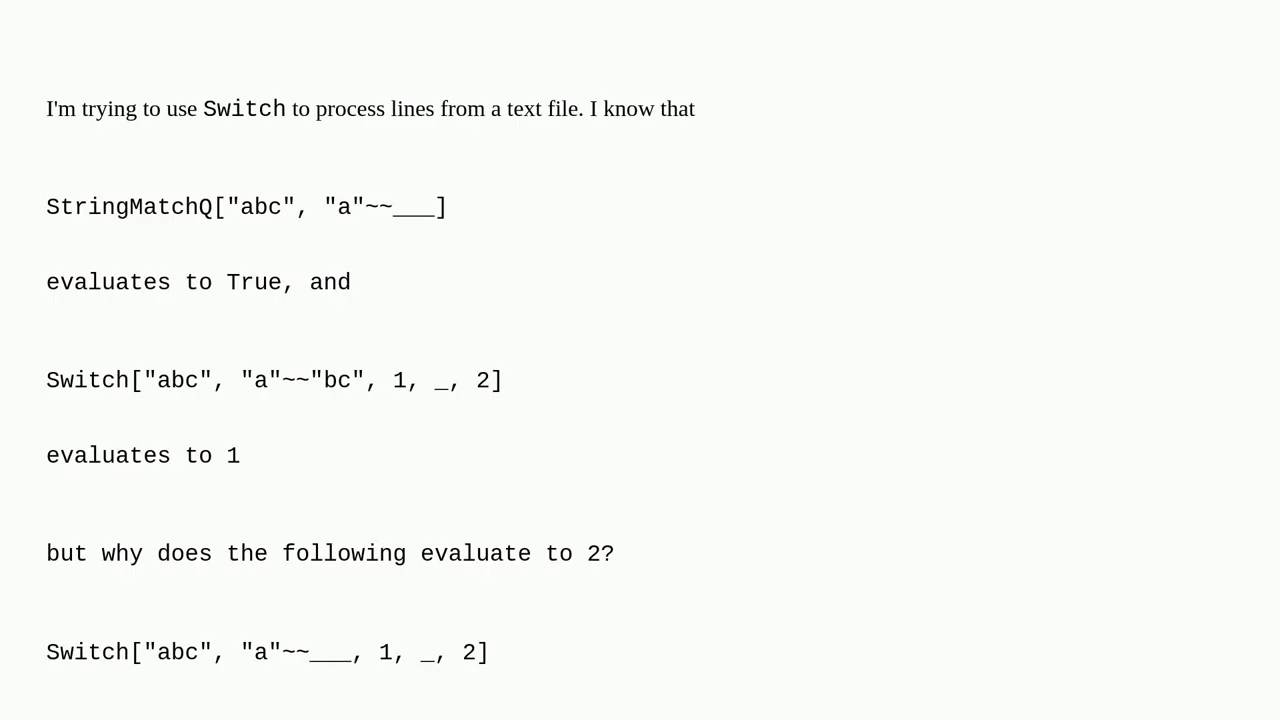 I'm trying to use Switch to process lines from a text file. I know that
StringMatchQ["abc", "a"~~___]
evaluates to True, and
Switch["abc", "a"~~"bc", 1, _, 2]
evaluates to 1
but why does the following evaluate to 2?
Switch["abc", "a"~~___, 1, _, 2]